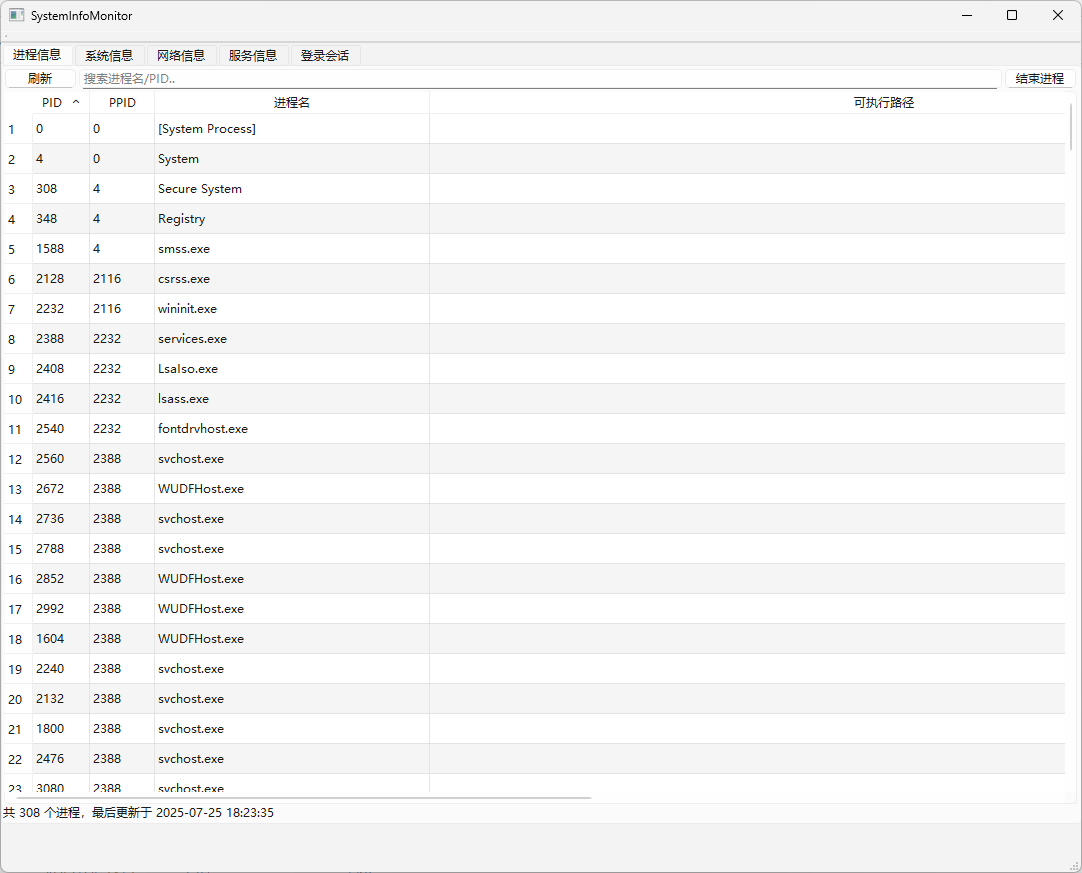 SystemInfoMonitor
进程信息 系统信息 网络信息 服务信息 登录会话
刷新 搜索进程名/PID.. 结束进程
PID PPID 进程名 可执行路径
1 0 0 [System Process]
2 4 0 System
3 308 4 Secure System
4 348 4 Registry
5 1588 4 smss.exe
6 2128 2116 csrss.exe
7 2232 2116 wininit.exe
8 2388 2232 services.exe
9 2408 2232 LsaIso.exe
10 2416 2232 lsass.exe
11 2540 2232 fontdrvhost.exe
12 2560 2388 svchost.exe
13 2672 2388 WUDFHost.exe
14 2736 2388 svchost.exe
15 2788 2388 svchost.exe
16 2852 2388 WUDFHost.exe
17 2992 2388 WUDFHost.exe
18 1604 2388 WUDFHost.exe
19 2240 2388 svchost.exe
20 2132 2388 svchost.exe
21 1800 2388 svchost.exe
22 2476 2388 svchost.exe
23 3080 2388 svchost.exe
共 308 个进程，最后更新于 2025-07-25 18:23:35